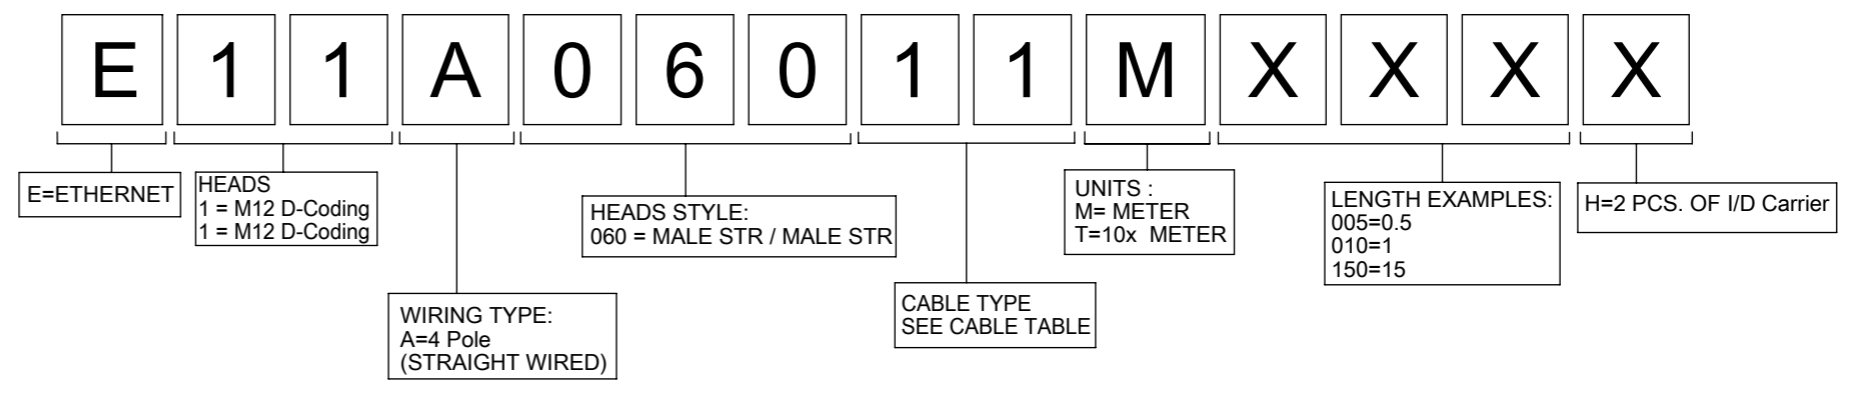 E 1 1 A 0 6 0 1 1 M X X X X
E=ETHERNET
HEADS
1 = M12 D-Coding
1 = M12 D-Coding
WIRING TYPE:
A=4 Pole
(STRAIGHT WIRED)
HEADS STYLE:
060 = MALE STR / MALE STR
CABLE TYPE
SEE CABLE TABLE
UNITS :
M= METER
T=10x METER
LENGTH EXAMPLES:
005=0.5
010=1
150=15
H=2 PCS. OF I/D Carrier